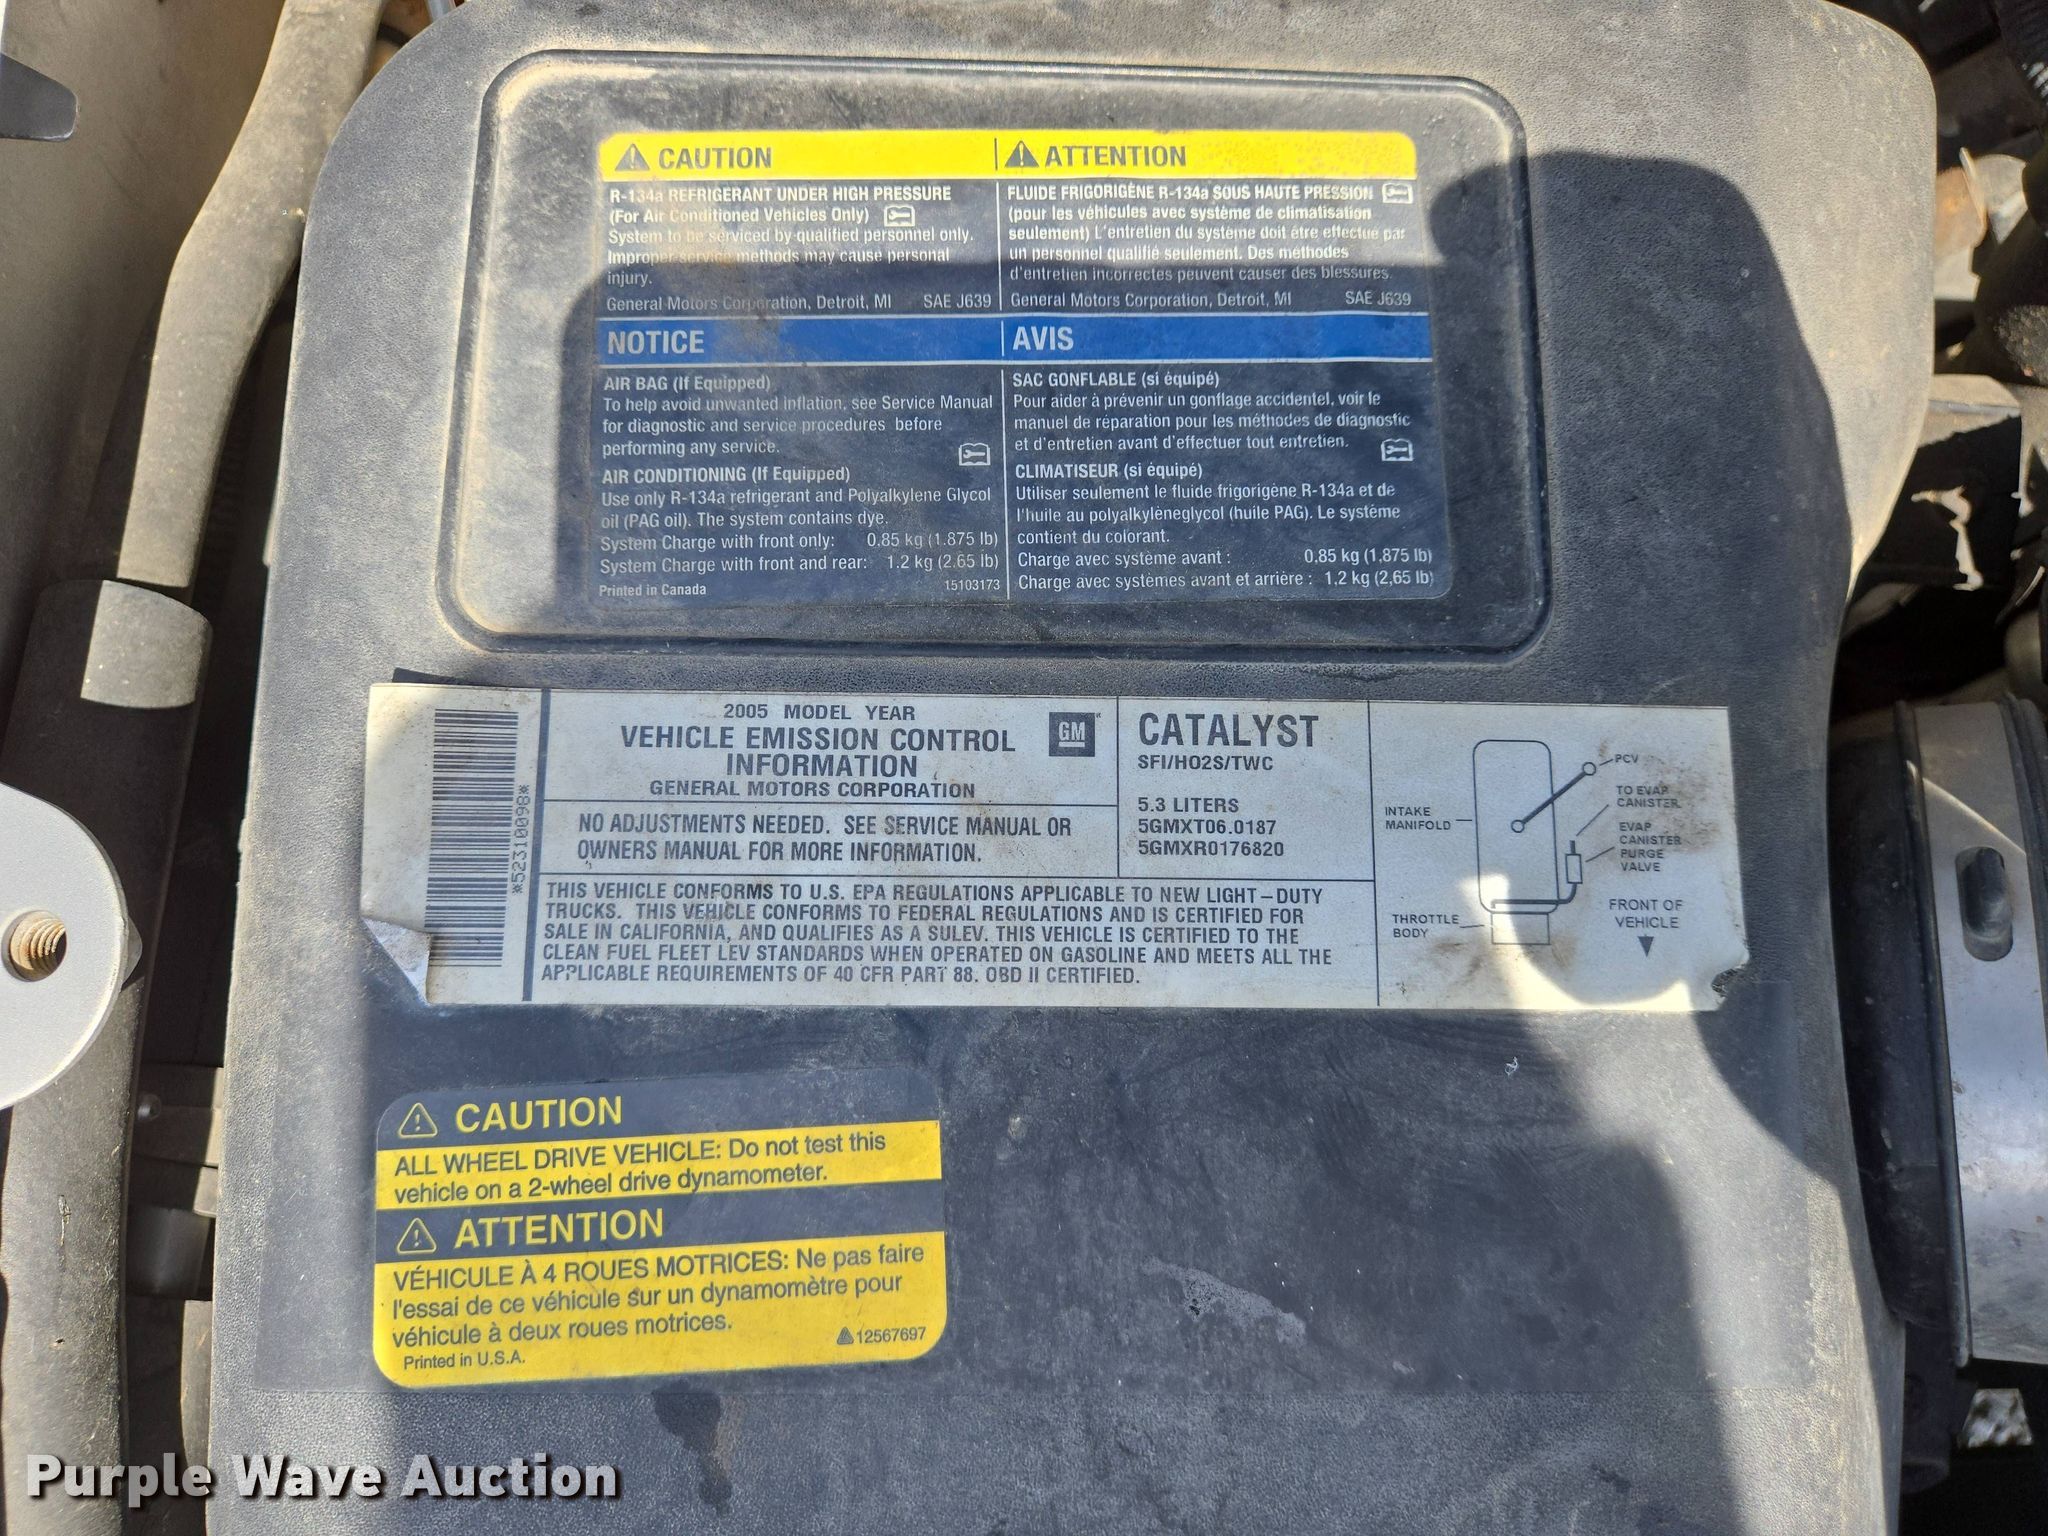 CAUTION
R-134a REFRIGERANT UNDER HIGH PRESSURE
(For Air Conditioned Vehicles Only)
System to be serviced by qualified personnel only.
Improper service methods may cause personal
injury.
General Motors Corporation, Detroit, MI SAE J639
ATTENTION
FLUIDE FRIGORIGÈNE R-134a SOUS HAUTE PRESSION
(pour les véhicules avec système de climatisation
seulement) L'entretien du système doit être effectué par
un personnel qualifié seulement. Des méthodes
d'entretien incorrectes peuvent causer des blessures.
General Motors Corporation, Detroit, MI SAE J639
NOTICE
AIR BAG (If Equipped)
To help avoid unwanted inflation, see Service Manual
for diagnostic and service procedures before
performing any service.
AIR CONDITIONING (If Equipped)
Use only R-134a refrigerant and Polyalkylene Glycol
oil (PAG oil). The system contains dye.
System Charge with front only: 0.85 kg (1.875 lb)
System Charge with front and rear: 1.2 kg (2.65 lb)
Printed in Canada 15103173
AVIS
SAC GONFLABLE (si équipé)
Pour aider à prévenir un gonflage accidentel, voir le
manuel de réparation pour les méthodes de diagnostic
et d'entretien avant d'effectuer tout entretien.
CLIMATISEUR (si équipé)
Utiliser seulement le fluide frigorigène R-134a et de
l'huile au polyalkylèneglycol (huile PAG). Le système
contient du colorant.
Charge avec système avant : 0.85 kg (1,875 lb)
Charge avec systèmes avant et arrière : 1,2 kg (2,65 lb)
*52310098*
2005 MODEL YEAR
VEHICLE EMISSION CONTROL
INFORMATION
GENERAL MOTORS CORPORATION
GM
NO ADJUSTMENTS NEEDED. SEE SERVICE MANUAL OR
OWNERS MANUAL FOR MORE INFORMATION.
CATALYST
SFI/HO2S/TWC
5.3 LITERS
5GMXT06.0187
5GMXR0176820
THIS VEHICLE CONFORMS TO U.S. EPA REGULATIONS APPLICABLE TO NEW LIGHT-DUTY
TRUCKS. THIS VEHICLE CONFORMS TO FEDERAL REGULATIONS AND IS CERTIFIED FOR
SALE IN CALIFORNIA, AND QUALIFIES AS A SULEV. THIS VEHICLE IS CERTIFIED TO THE
CLEAN FUEL FLEET LEV STANDARDS WHEN OPERATED ON GASOLINE AND MEETS ALL THE
APPLICABLE REQUIREMENTS OF 40 CFR PART 88. OBD II CERTIFIED.
PCV
TO EVAP
CANISTER
INTAKE
MANIFOLD
EVAP
CANISTER
PURGE
VALVE
THROTTLE
BODY
FRONT OF
VEHICLE
CAUTION
ALL WHEEL DRIVE VEHICLE: Do not test this
vehicle on a 2-wheel drive dynamometer.
ATTENTION
VÉHICULE À 4 ROUES MOTRICES: Ne pas faire
l'essai de ce véhicule sur un dynamomètre pour
véhicule à deux roues motrices.
Printed in U.S.A. 12567697
Purple Wave Auction